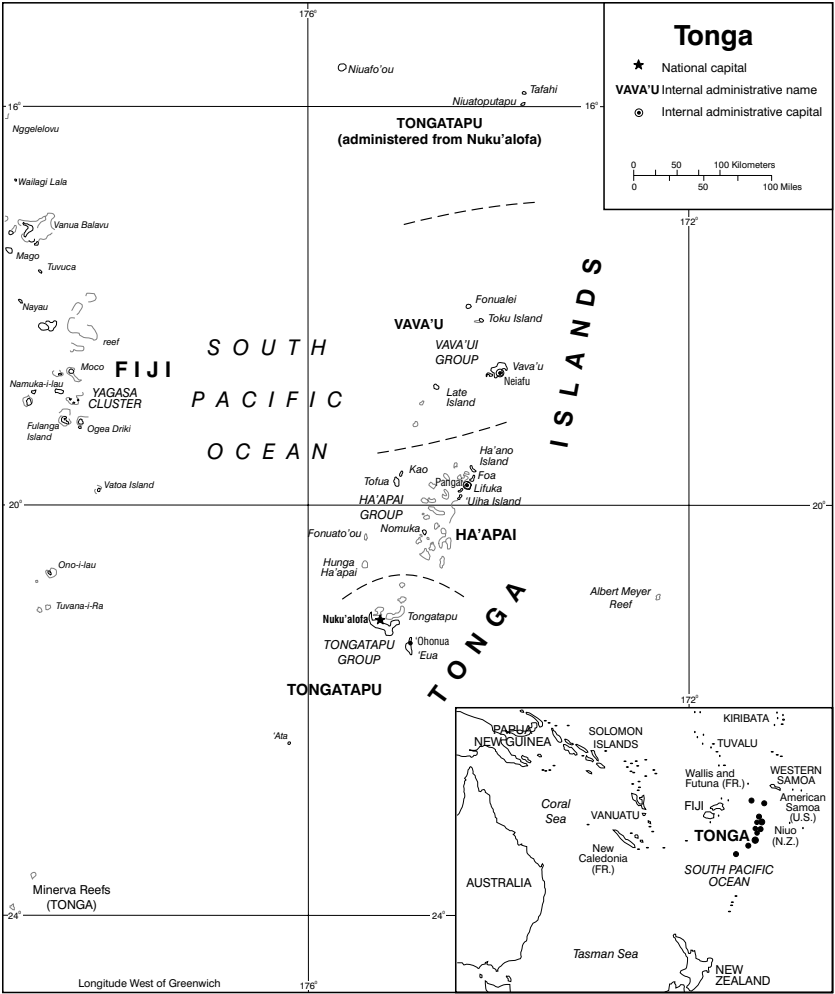 176°
Tonga
National capital
VAVA'U Internal administrative name
Internal administrative capital
0 50 100 Kilometers
0 50 100 Miles
Niuafo'ou
Tafahi
Niuatoputapu
16°
16°
TONGATAPU
(administered from Nuku'alofa)
Nggelelovu
Wailagi Lala
Vanua Balavu
172°
Mago
Tuvuca
Nayau
reef
Fonualei
Toku Island
VAVA'U
VAVA'UI
GROUP
Vava'u
Neiafu
Late
Island
SOUTH
PACIFIC
OCEAN
FIJI
Moco
Namuka-i-lau
YAGASA
CLUSTER
Fulanga
Island
Ogea Driki
ISLANDS
Vatoa Island
Ha'ano
Island
Kao
Foa
Tofua
Pangai
Lifuka
'Uiha Island
HA'APAI
GROUP
20°
20°
Nomuka
Fonuato'ou
HA'APAI
Hunga
Ha'apai
Ono-i-lau
Tuvana-i-Ra
Albert Meyer
Reef
TONGA
Nuku'alofa
Tongatapu
TONGATAPU
GROUP
'Ohonua
'Eua
TONGATAPU
'Ata
172°
Minerva Reefs
(TONGA)
24°
24°
Longitude West of Greenwich
176°
PAPUA
NEW GUINEA
SOLOMON
ISLANDS
KIRIBATA
TUVALU
Wallis and
Futuna (FR.)
WESTERN
SAMOA
American
Samoa
(U.S.)
Coral
Sea
VANUATU
FIJI
TONGA
Niuo
(N.Z.)
New
Caledonia
(FR.)
SOUTH PACIFIC
OCEAN
AUSTRALIA
Tasman Sea
NEW
ZEALAND